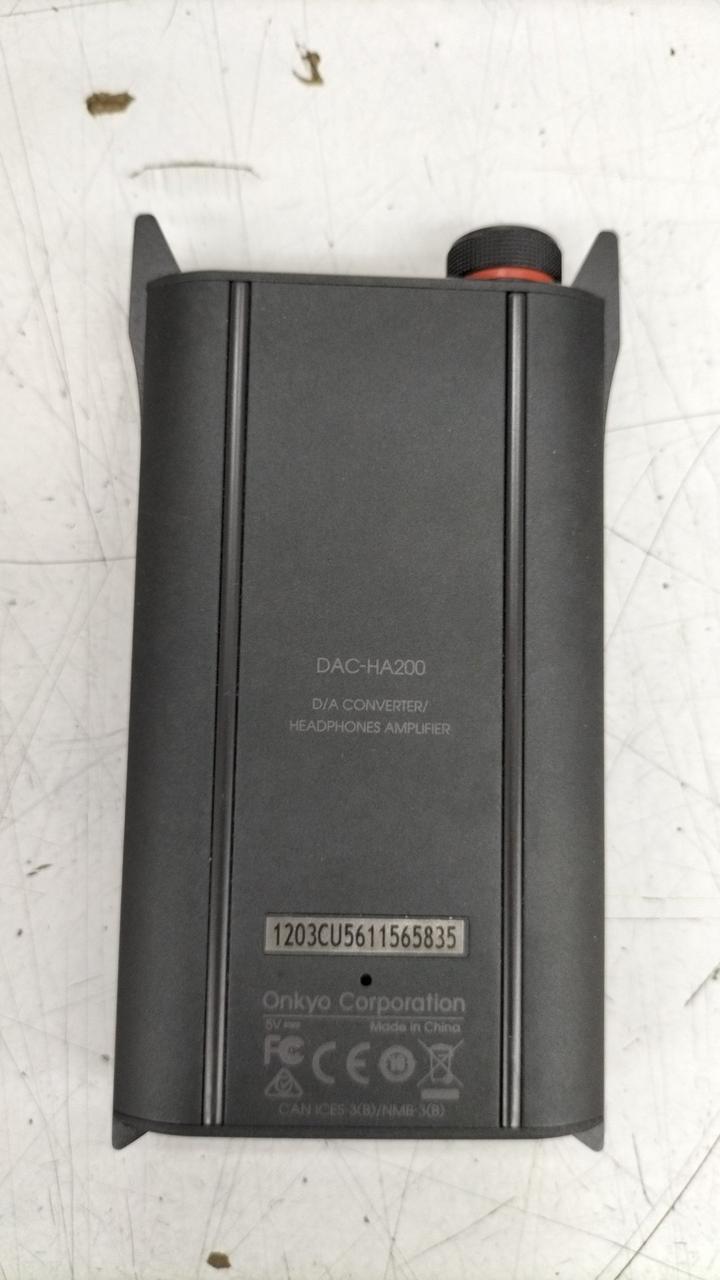 DAC-HA200
D/A CONVERTER/
HEADPHONES AMPLIFIER
1203CU5611565835
Onkyo Corporation
5V Made in China
FC CE 10
CAN ICES-3(B)/NMB-3(B)